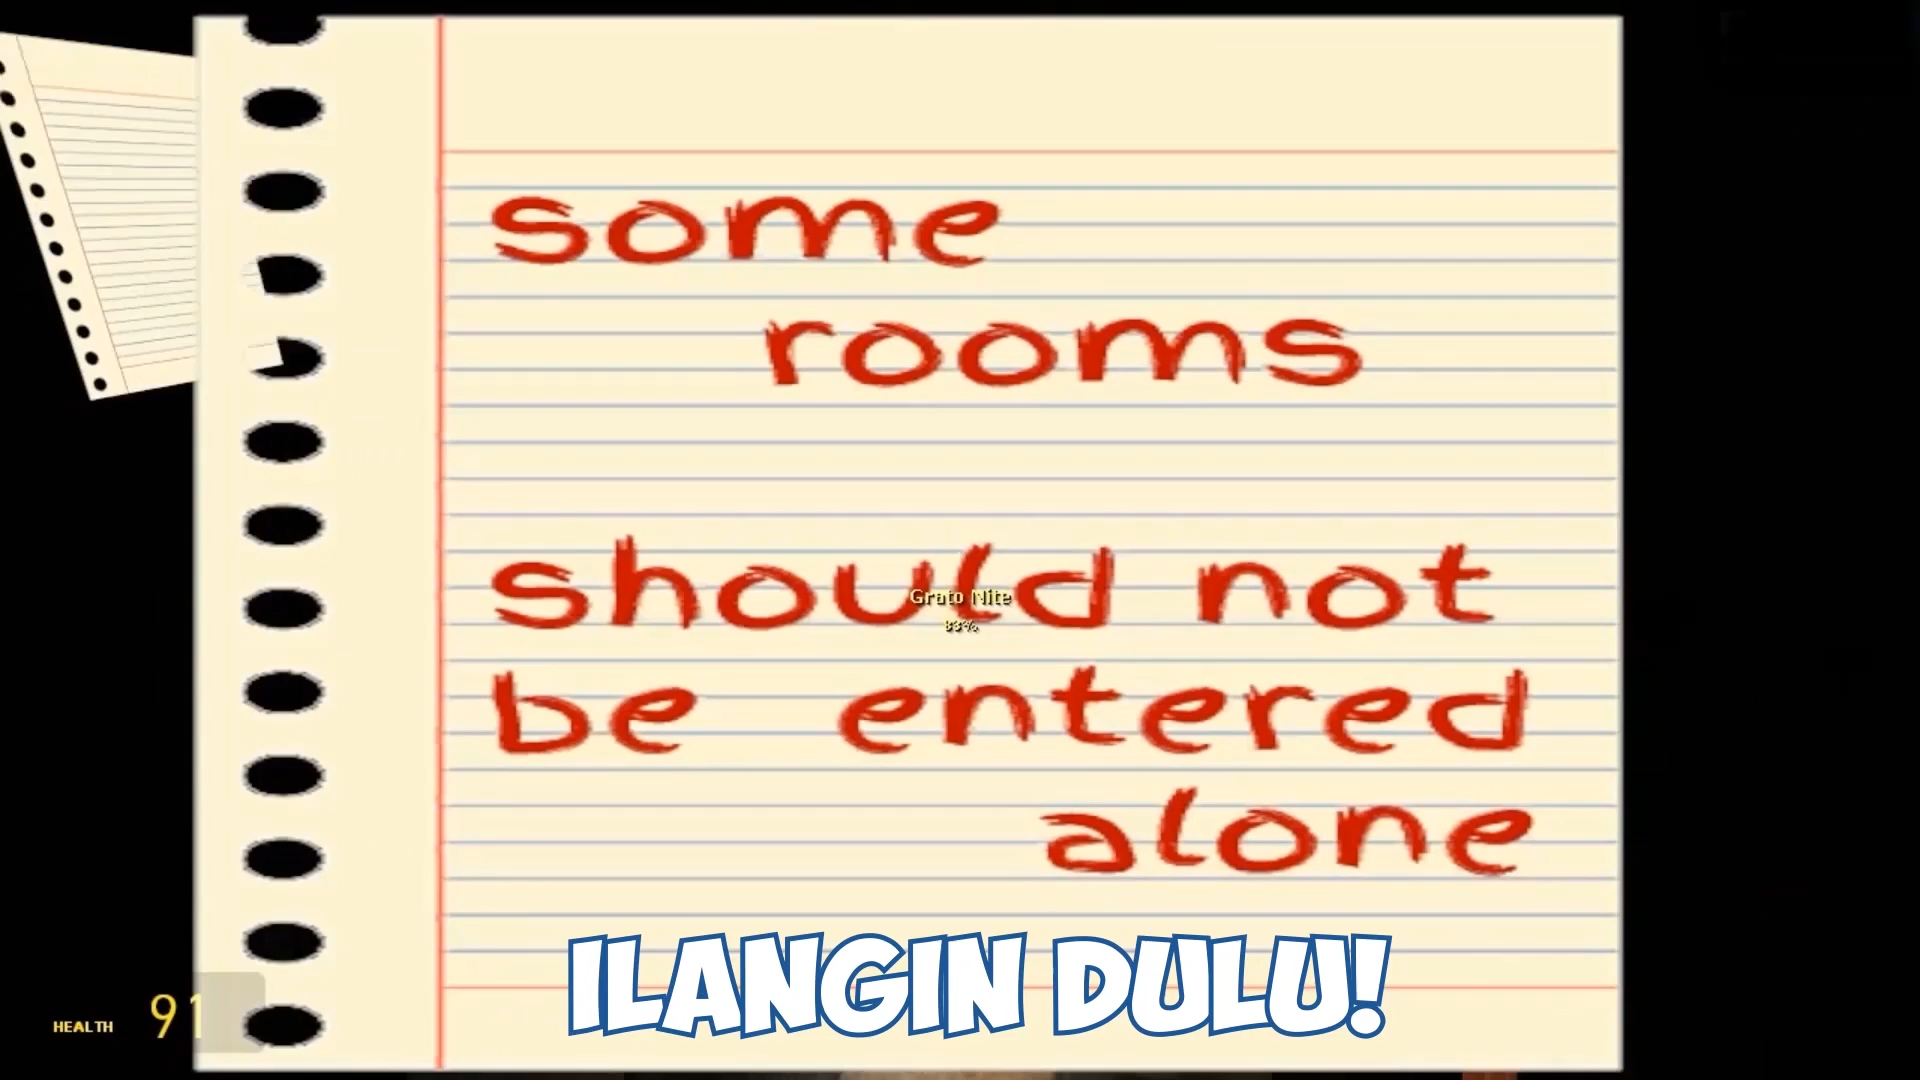 some
rooms
should not
Grato Nite
83%
be entered
alone
ILANGIN DULU!
HEALTH 91